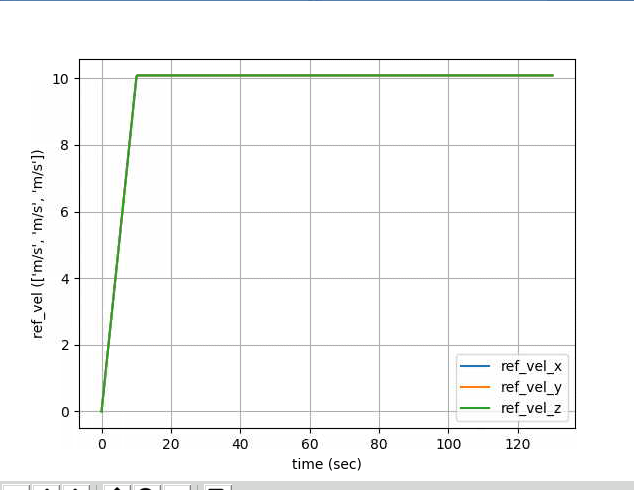 10
8
6
4
2
0
ref_vel (['m/s', 'm/s', 'm/s'])
ref_vel_x
ref_vel_y
ref_vel_z
0 20 40 60 80 100 120
time (sec)